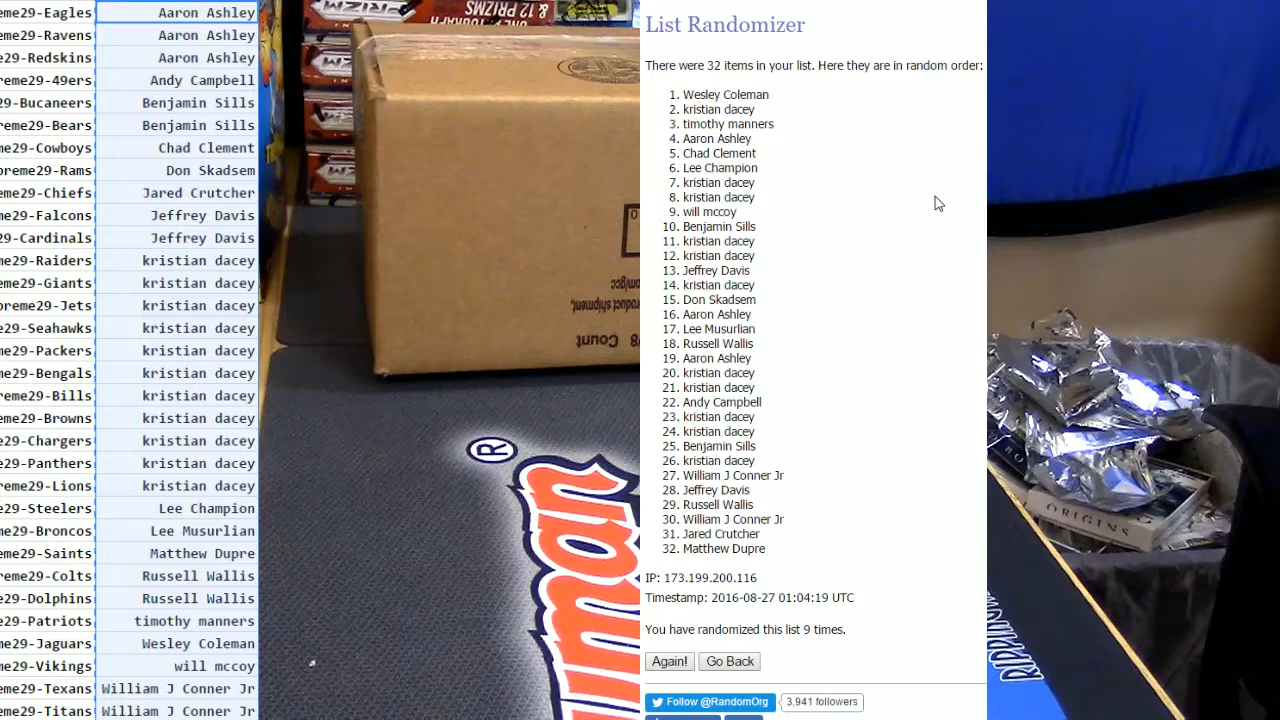 eme29-Eagles Aaron Ashley
eme29-Ravens Aaron Ashley
eme29-Redskins Aaron Ashley
reme29-49ers Andy Campbell
29-Bucaneers Benjamin Sills
reme29-Bears Benjamin Sills
e29-Cowboys Chad Clement
preme29-Rams Don Skadsem
eme29-Chiefs Jared Crutcher
me29-Falcons Jeffrey Davis
29-Cardinals Jeffrey Davis
me29-Raiders kristian dacey
eme29-Giants kristian dacey
preme29-Jets kristian dacey
e29-Seahawks kristian dacey
me29-Packers kristian dacey
me29-Bengals kristian dacey
reme29-Bills kristian dacey
eme29-Browns kristian dacey
e29-Chargers kristian dacey
e29-Panthers kristian dacey
reme29-Lions kristian dacey
e29-Steelers Lee Champion
me29-Broncos Lee Musurlian
eme29-Saints Matthew Dupre
reme29-Colts Russell Wallis
e29-Dolphins Russell Wallis
e29-Patriots timothy manners
me29-Jaguars Wesley Coleman
me29-Vikings will mccoy
eme29-Texans William J Conner Jr
eme29-Titans William J Conner Jr
& 12 PRIZMS
product shipment,
/8 Count
®
man
List Randomizer
There were 32 items in your list. Here they are in random order:
1. Wesley Coleman
2. kristian dacey
3. timothy manners
4. Aaron Ashley
5. Chad Clement
6. Lee Champion
7. kristian dacey
8. kristian dacey
9. will mccoy
10. Benjamin Sills
11. kristian dacey
12. kristian dacey
13. Jeffrey Davis
14. kristian dacey
15. Don Skadsem
16. Aaron Ashley
17. Lee Musurlian
18. Russell Wallis
19. Aaron Ashley
20. kristian dacey
21. kristian dacey
22. Andy Campbell
23. kristian dacey
24. kristian dacey
25. Benjamin Sills
26. kristian dacey
27. William J Conner Jr
28. Jeffrey Davis
29. Russell Wallis
30. William J Conner Jr
31. Jared Crutcher
32. Matthew Dupre
IP: 173.199.200.116
Timestamp: 2016-08-27 01:04:19 UTC
You have randomized this list 9 times.
Again! Go Back
Follow @RandomOrg 3,941 followers
ORIGINS
RIPPIN